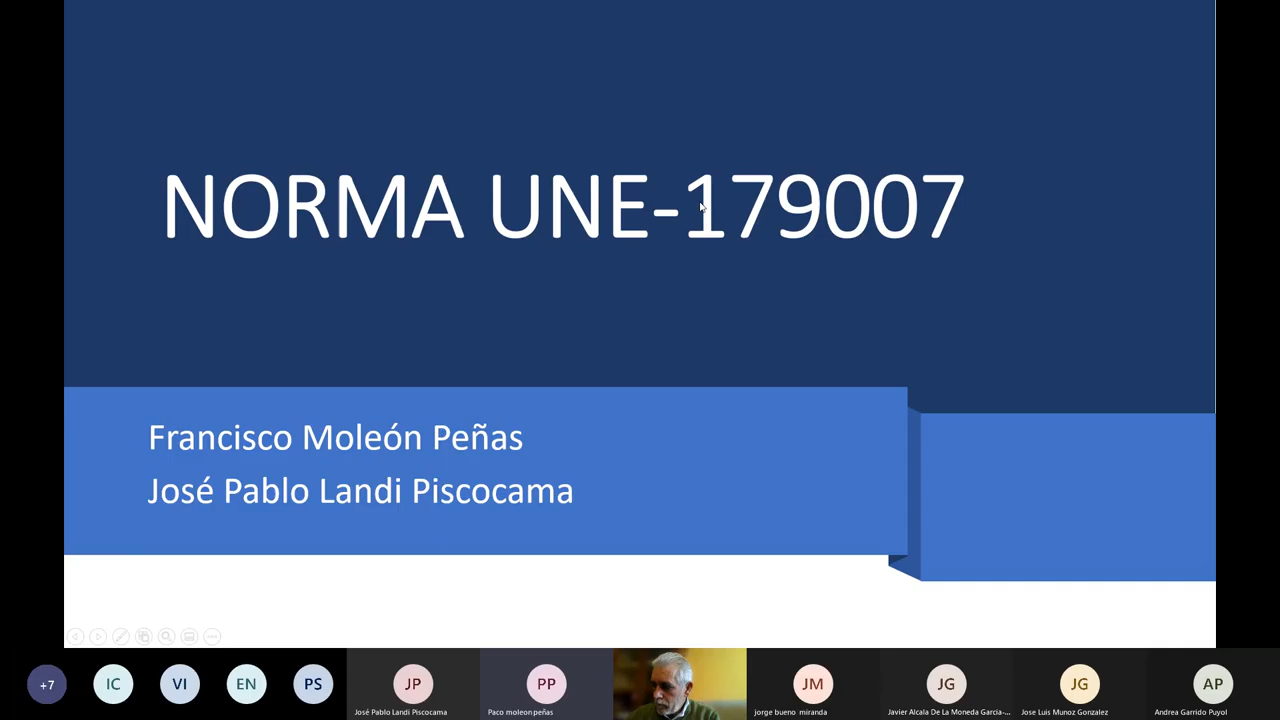 NORMA UNE-179007
Francisco Moleón Peñas
José Pablo Landi Piscocama
+7
IC
VI
EN
PS
JP
José Pablo Landi Piscocama
PP
Paco moleon peñas
JM
jorge bueno miranda
JG
Javier Alcala De La Moneda Garcia-...
JG
Jose Luis Munoz Gonzalez
AP
Andrea Garrido Puyol